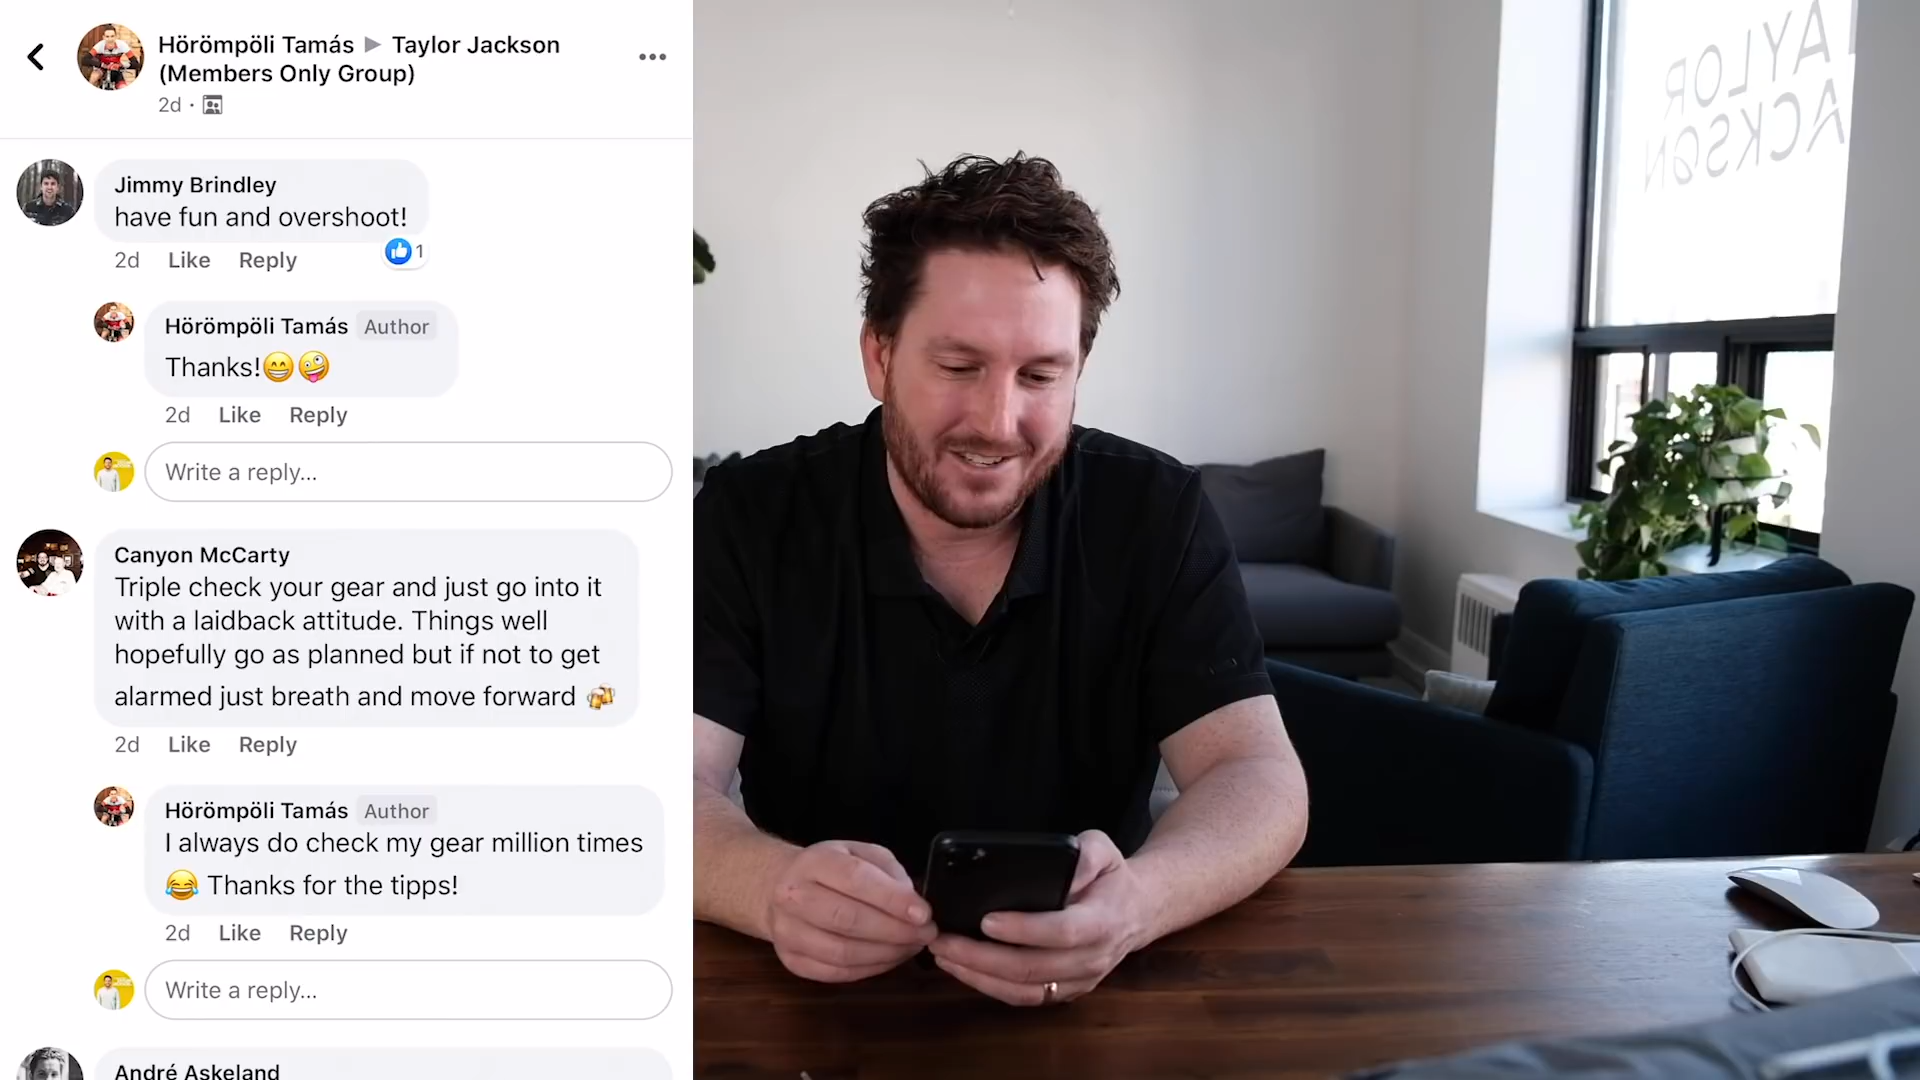 Hörömpöli Tamás ▶ Taylor Jackson
(Members Only Group)
2d ·
Jimmy Brindley
have fun and overshoot!
2d Like Reply 1
Hörömpöli Tamás Author
Thanks!😁🤪
2d Like Reply
Write a reply...
Canyon McCarty
Triple check your gear and just go into it
with a laidback attitude. Things well
hopefully go as planned but if not to get
alarmed just breath and move forward 🍻
2d Like Reply
Hörömpöli Tamás Author
I always do check my gear million times
😂 Thanks for the tipps!
2d Like Reply
Write a reply...
André Askeland
TAYLOR
JACKSON